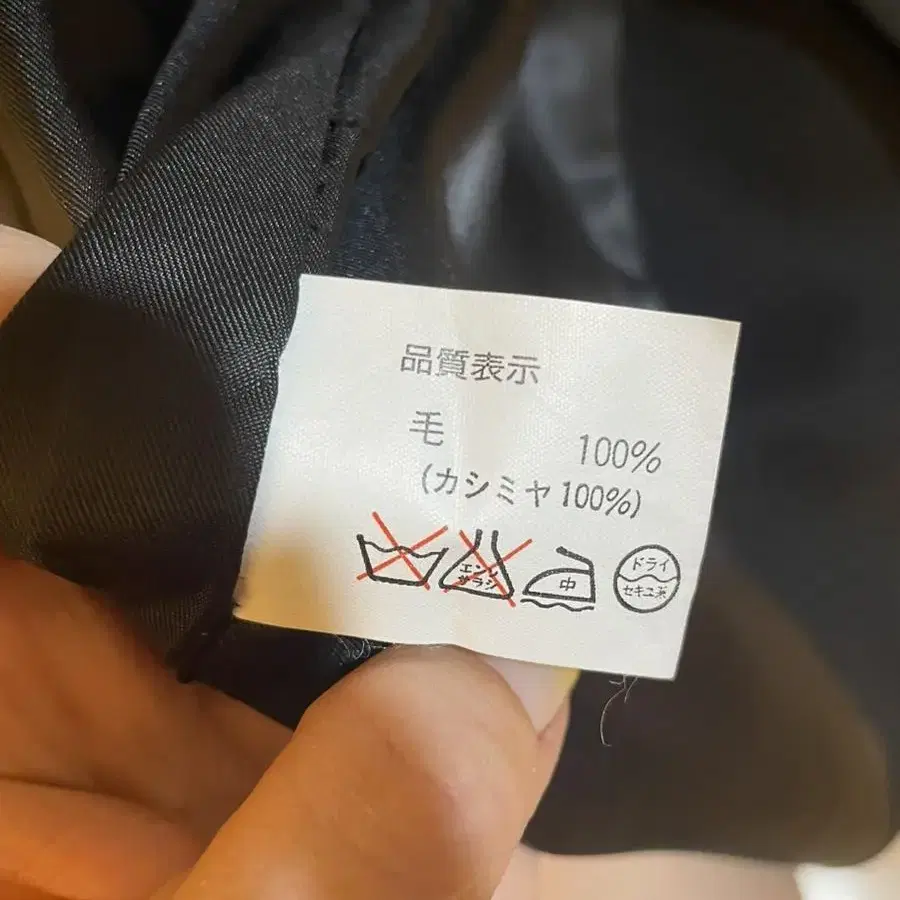 品質表示
毛 100%
(カシミヤ100%)
エンソ
サラシ
中
ドライ
セキユ系